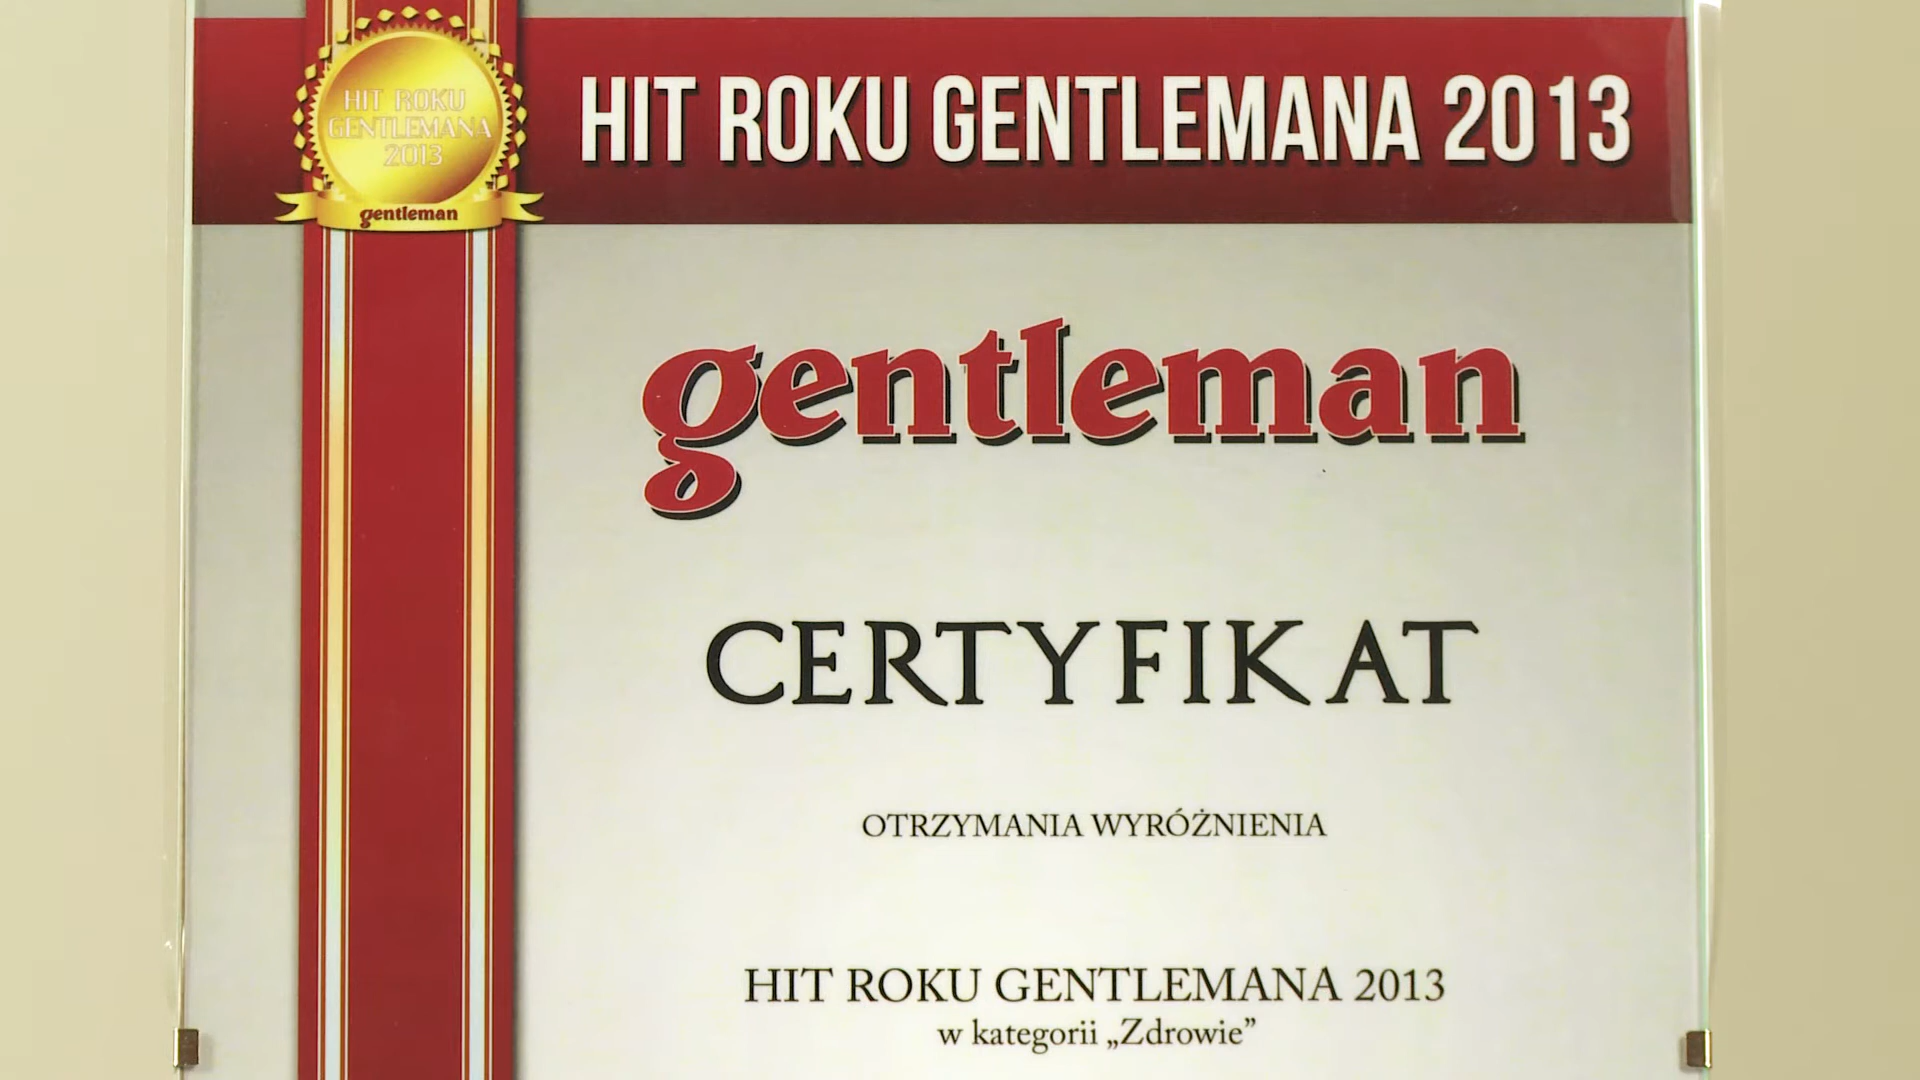 HIT ROKU
GENTLEMANA
2013
gentleman
HIT ROKU GENTLEMANA 2013
gentleman
CERTYFIKAT
OTRZYMANIA WYRÓŻNIENIA
HIT ROKU GENTLEMANA 2013
w kategorii „Zdrowie”